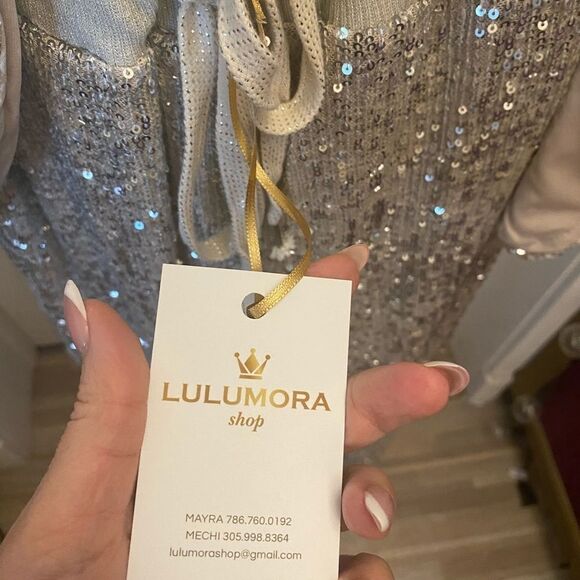 LULUMORA
shop
MAYRA 786.760.0192
MECHI 305.998.8364
lulumorashop@gmail.com